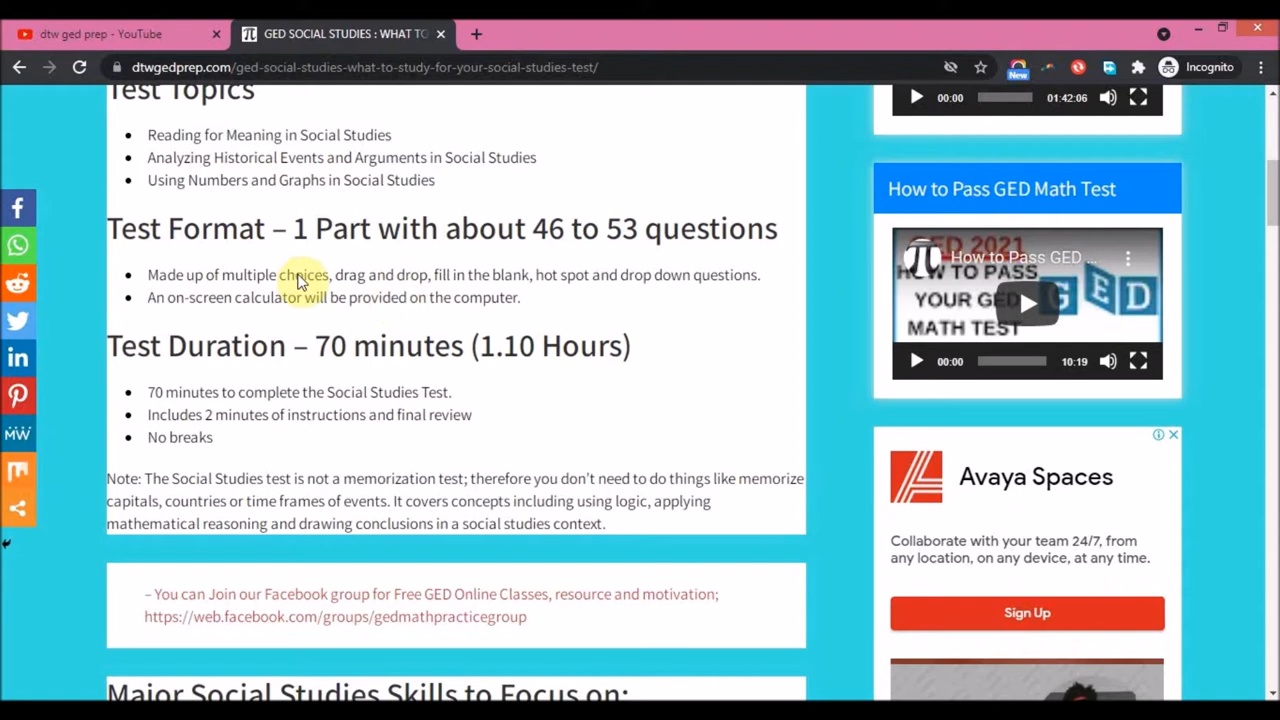 dtw ged prep - YouTube
GED SOCIAL STUDIES : WHAT TO
dtwgedprep.com/ged-social-studies-what-to-study-for-your-social-studies-test/
New
Incognito
Test Topics
Reading for Meaning in Social Studies
Analyzing Historical Events and Arguments in Social Studies
Using Numbers and Graphs in Social Studies
Test Format – 1 Part with about 46 to 53 questions
Made up of multiple choices, drag and drop, fill in the blank, hot spot and drop down questions.
An on-screen calculator will be provided on the computer.
Test Duration – 70 minutes (1.10 Hours)
70 minutes to complete the Social Studies Test.
Includes 2 minutes of instructions and final review
No breaks
Note: The Social Studies test is not a memorization test; therefore you don't need to do things like memorize
capitals, countries or time frames of events. It covers concepts including using logic, applying
mathematical reasoning and drawing conclusions in a social studies context.
– You can Join our Facebook group for Free GED Online Classes, resource and motivation;
https://web.facebook.com/groups/gedmathpracticegroup
Major Social Studies Skills to Focus on:
00:00
01:42:06
How to Pass GED Math Test
GED 2021
How to Pass GED ...
HOW TO PASS
YOUR GED
MATH TEST
GED
00:00
10:19
Avaya Spaces
Collaborate with your team 24/7, from
any location, on any device, at any time.
Sign Up
MW